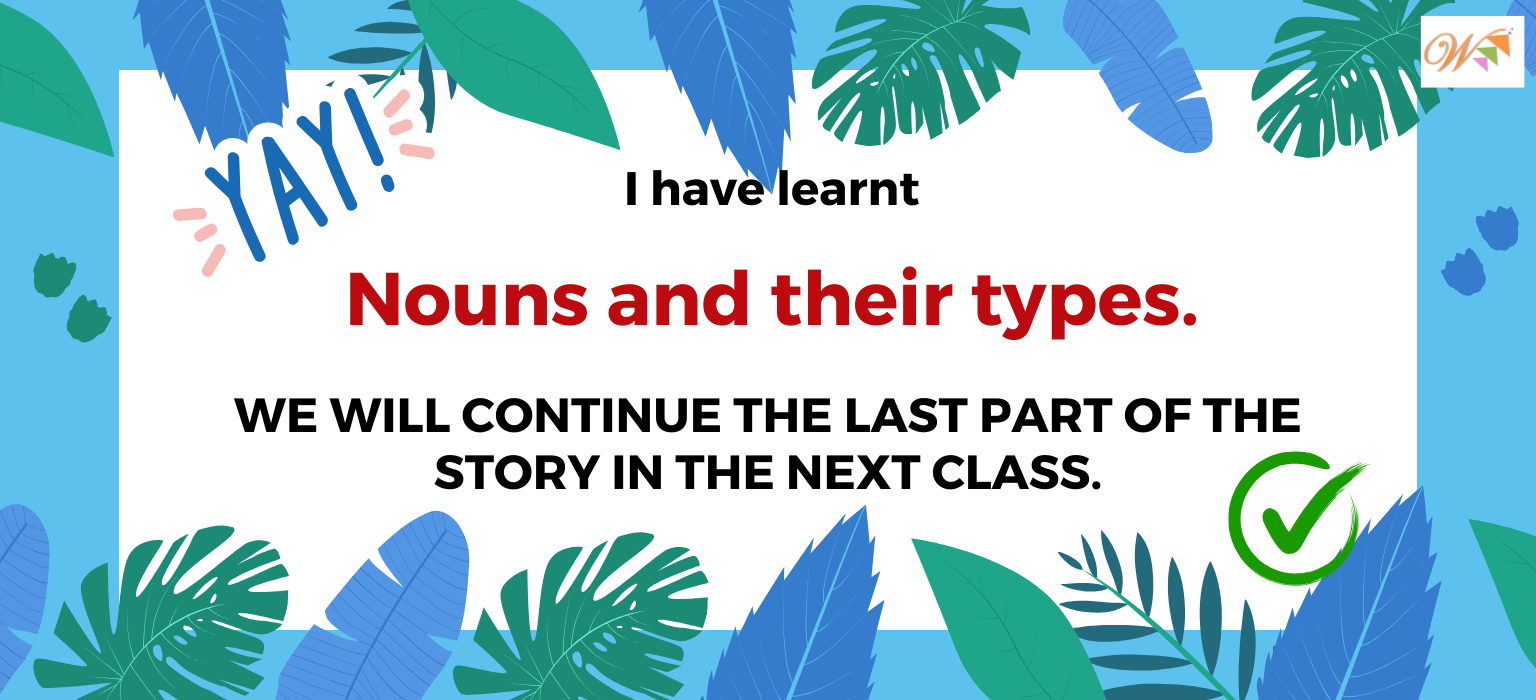 YAY!
I have learnt
Nouns and their types.
WE WILL CONTINUE THE LAST PART OF THE
STORY IN THE NEXT CLASS.
W